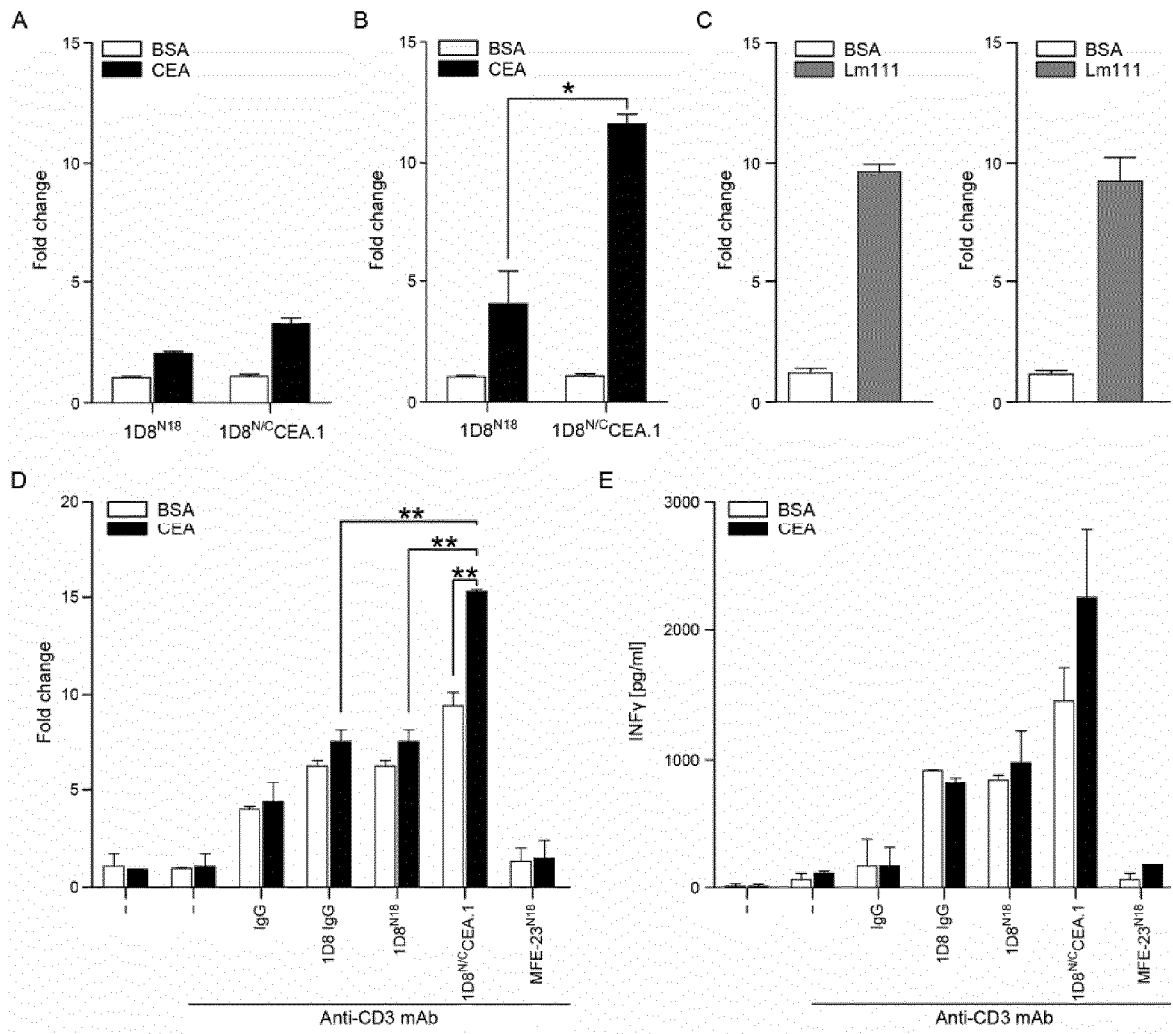 A
BSA
CEA
15
10
5
0
Fold change
1D8N18
1D8N/CCEA.1
B
BSA
CEA
*
15
10
5
0
Fold change
1D8N18
1D8N/CCEA.1
C
BSA
Lm111
15
10
5
0
Fold change
BSA
Lm111
15
10
5
0
Fold change
D
BSA
CEA
**
**
**
20
15
10
5
0
Fold change
–
–
IgG
1D8 IgG
1D8N18
1D8N/CCEA.1
MFE-23N18
Anti-CD3 mAb
E
BSA
CEA
3000
2000
1000
0
INFγ [pg/ml]
–
–
IgG
1D8 IgG
1D8N18
1D8N/CCEA.1
MFE-23N18
Anti-CD3 mAb